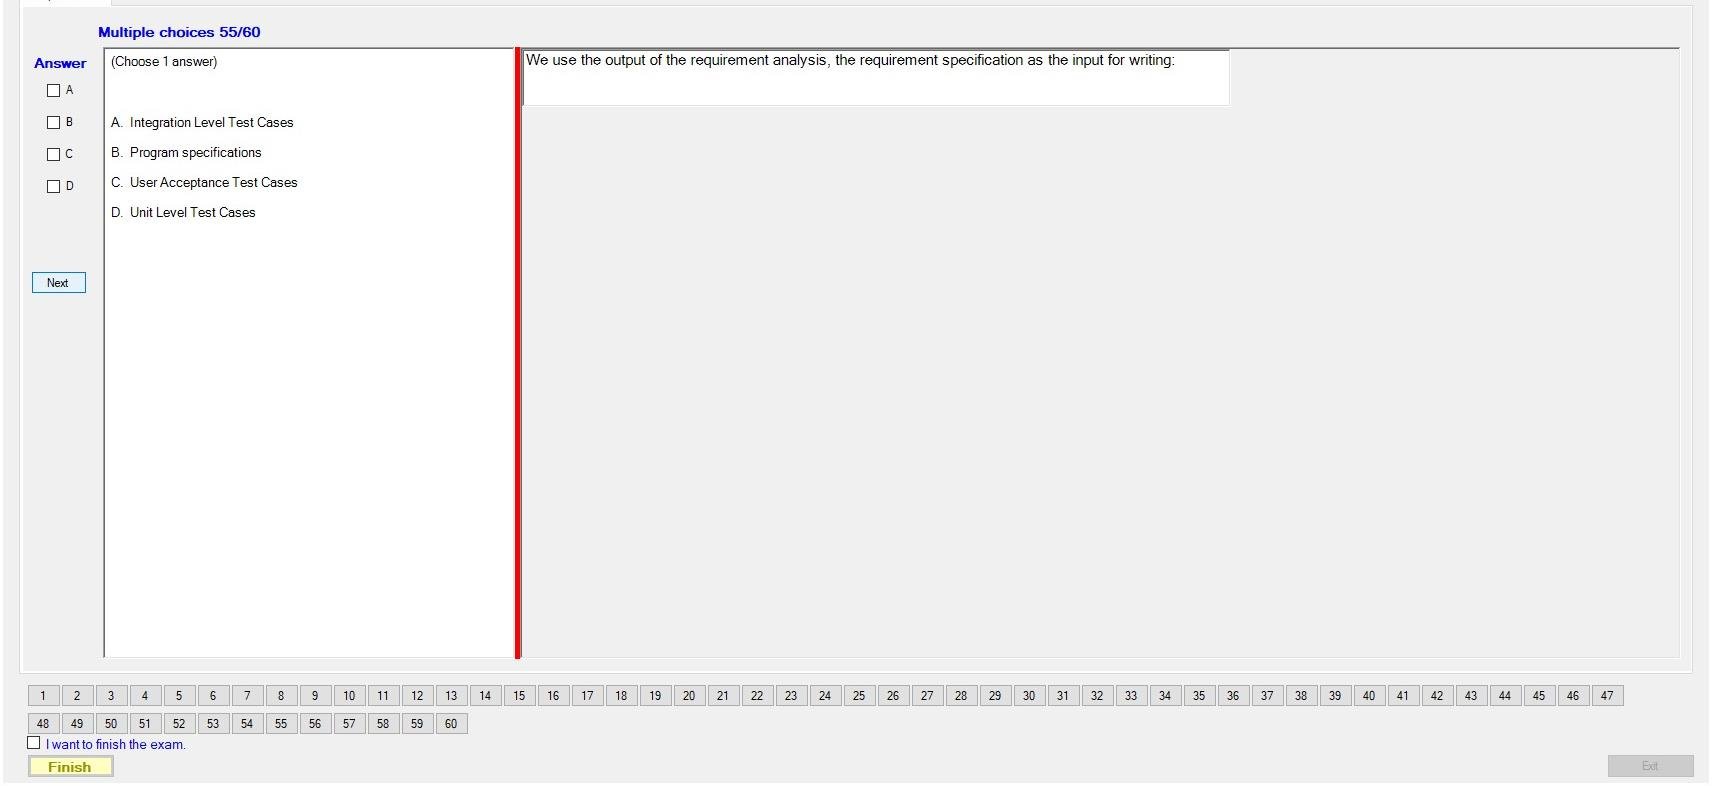 Multiple choices 55/60
Answer
A
B
C
D
Next
(Choose 1 answer)
A. Integration Level Test Cases
B. Program specifications
C. User Acceptance Test Cases
D. Unit Level Test Cases
We use the output of the requirement analysis, the requirement specification as the input for writing:
1 2 3 4 5 6 7 8 9 10 11 12 13 14 15 16 17 18 19 20 21 22 23 24 25 26 27 28 29 30 31 32 33 34 35 36 37 38 39 40 41 42 43 44 45 46 47
48 49 50 51 52 53 54 55 56 57 58 59 60
I want to finish the exam.
Finish
Exit